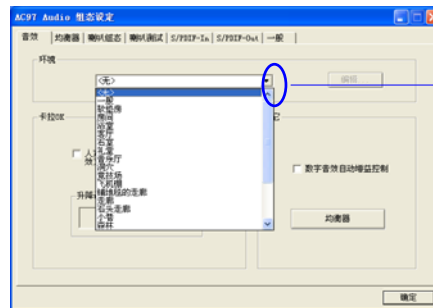 AC97 Audio 组态设定
音效 均衡器 喇叭组态 喇叭测试 S/PDIF-In S/PDIF-Out 一般
环境
<无>
编辑
<无>
一般
软垫房
房间
浴室
客厅
石室
礼堂
音乐厅
洞穴
竞技场
飞机棚
铺地毯的走廊
走廊
石头走廊
小巷
森林
卡拉OK
数字音效自动增益控制
均衡器
确定